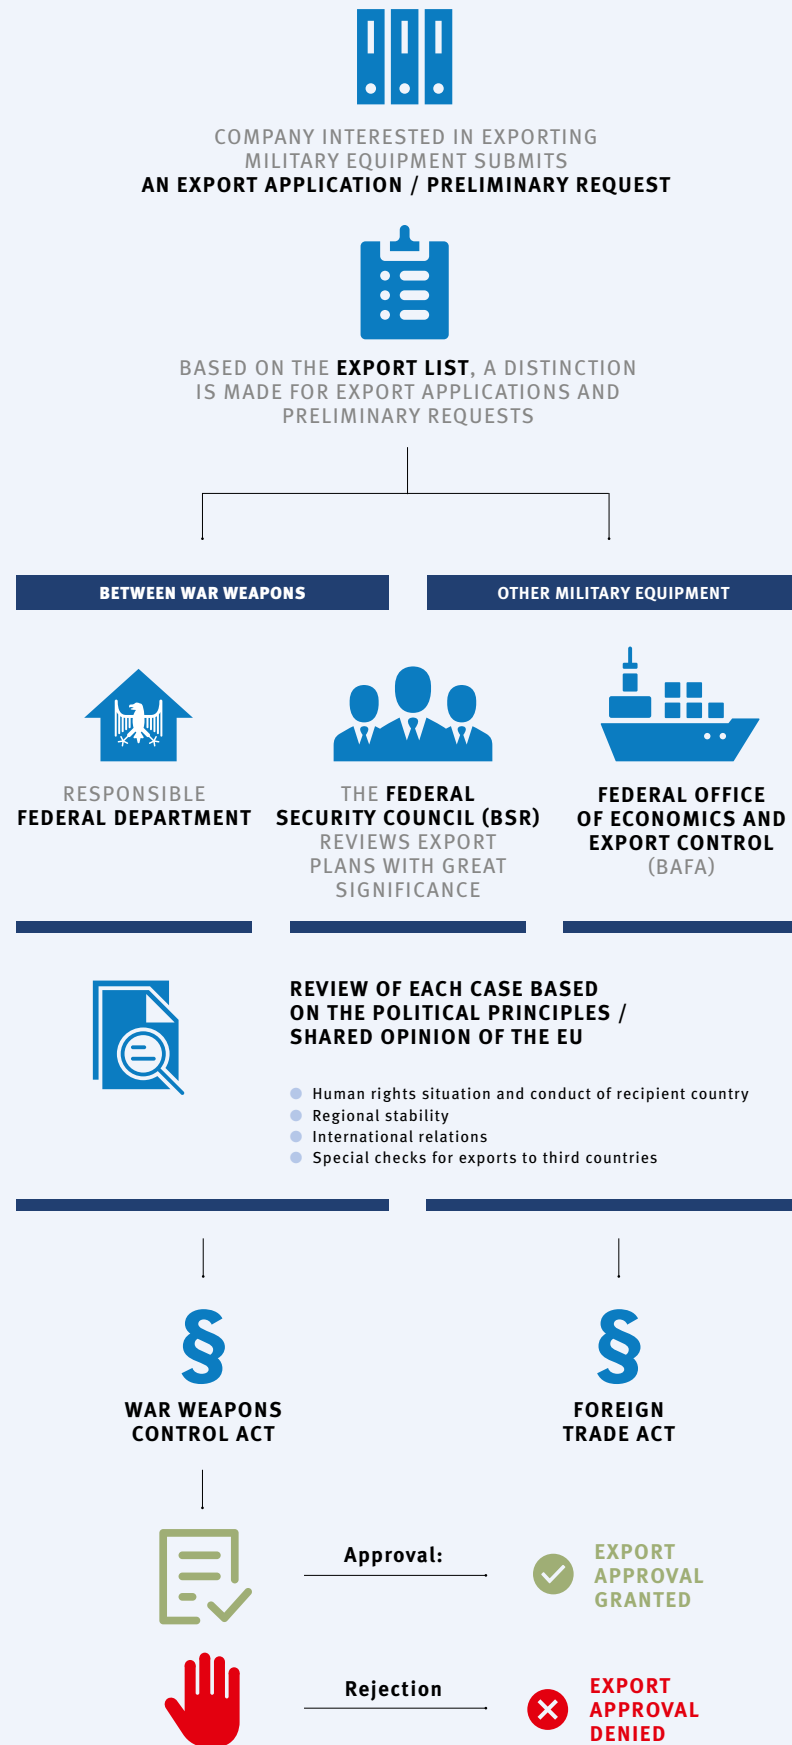 COMPANY INTERESTED IN EXPORTING
MILITARY EQUIPMENT SUBMITS
AN EXPORT APPLICATION / PRELIMINARY REQUEST
BASED ON THE EXPORT LIST, A DISTINCTION
IS MADE FOR EXPORT APPLICATIONS AND
PRELIMINARY REQUESTS
BETWEEN WAR WEAPONS
OTHER MILITARY EQUIPMENT
RESPONSIBLE
FEDERAL DEPARTMENT
THE FEDERAL
SECURITY COUNCIL (BSR)
REVIEWS EXPORT
PLANS WITH GREAT
SIGNIFICANCE
FEDERAL OFFICE
OF ECONOMICS AND
EXPORT CONTROL
(BAFA)
REVIEW OF EACH CASE BASED
ON THE POLITICAL PRINCIPLES /
SHARED OPINION OF THE EU
Human rights situation and conduct of recipient country
Regional stability
International relations
Special checks for exports to third countries
§
WAR WEAPONS
CONTROL ACT
§
FOREIGN
TRADE ACT
Approval:
EXPORT
APPROVAL
GRANTED
Rejection
EXPORT
APPROVAL
DENIED